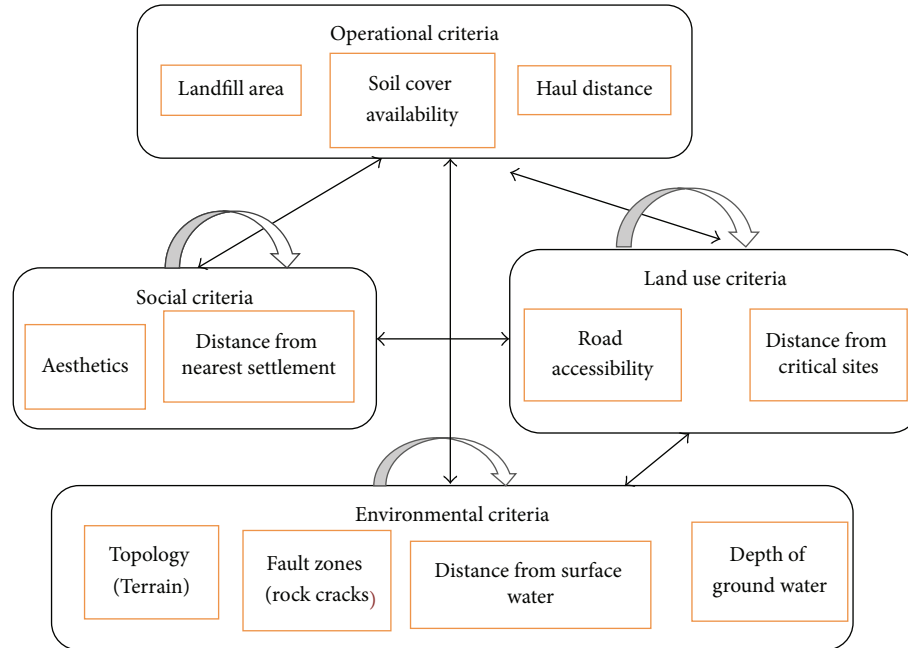 Operational criteria
Landfill area
Soil cover
availability
Haul distance
Social criteria
Aesthetics
Distance from
nearest settlement
Land use criteria
Road
accessibility
Distance from
critical sites
Environmental criteria
Topology
(Terrain)
Fault zones
(rock cracks)
Distance from surface
water
Depth of
ground water